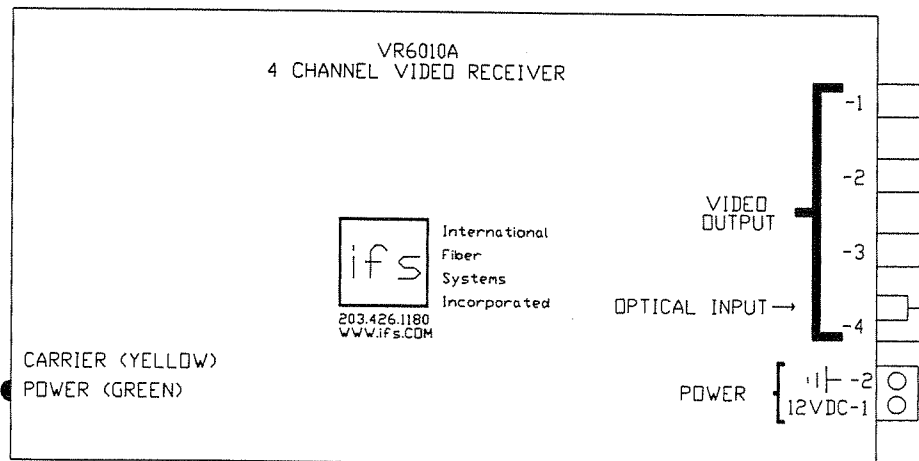 VR6010A
4 CHANNEL VIDEO RECEIVER
-1
-2
VIDEO
OUTPUT
-3
ifs
International
Fiber
Systems
Incorporated
203.426.1180
WWW.ifs.COM
OPTICAL INPUT→
-4
CARRIER (YELLOW)
POWER (GREEN)
POWER
-2
12VDC-1